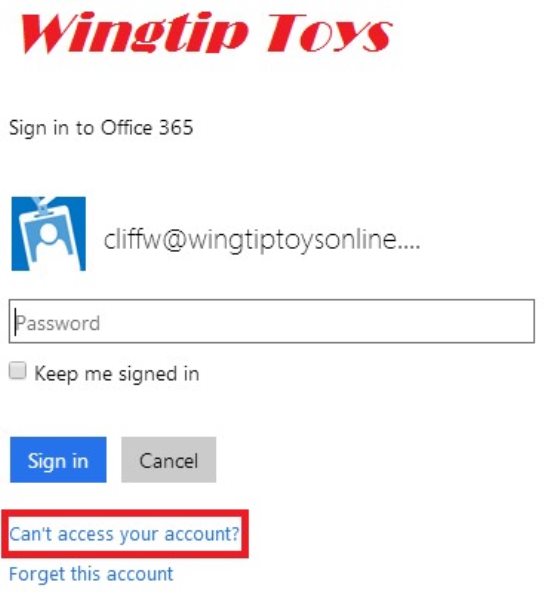 Wingtip Toys
Sign in to Office 365
cliffw@wingtiptoysonline....
Password
Keep me signed in
Sign in
Cancel
Can't access your account?
Forget this account